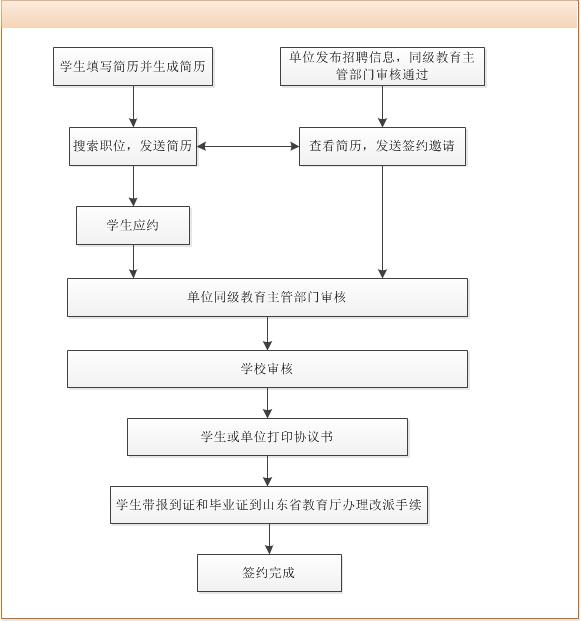 学生填写简历并生成简历
单位发布招聘信息，同级教育主
管部门审核通过
搜索职位，发送简历
查看简历，发送签约邀请
学生应约
单位同级教育主管部门审核
学校审核
学生或单位打印协议书
学生带报到证和毕业证到山东省教育厅办理改派手续
签约完成